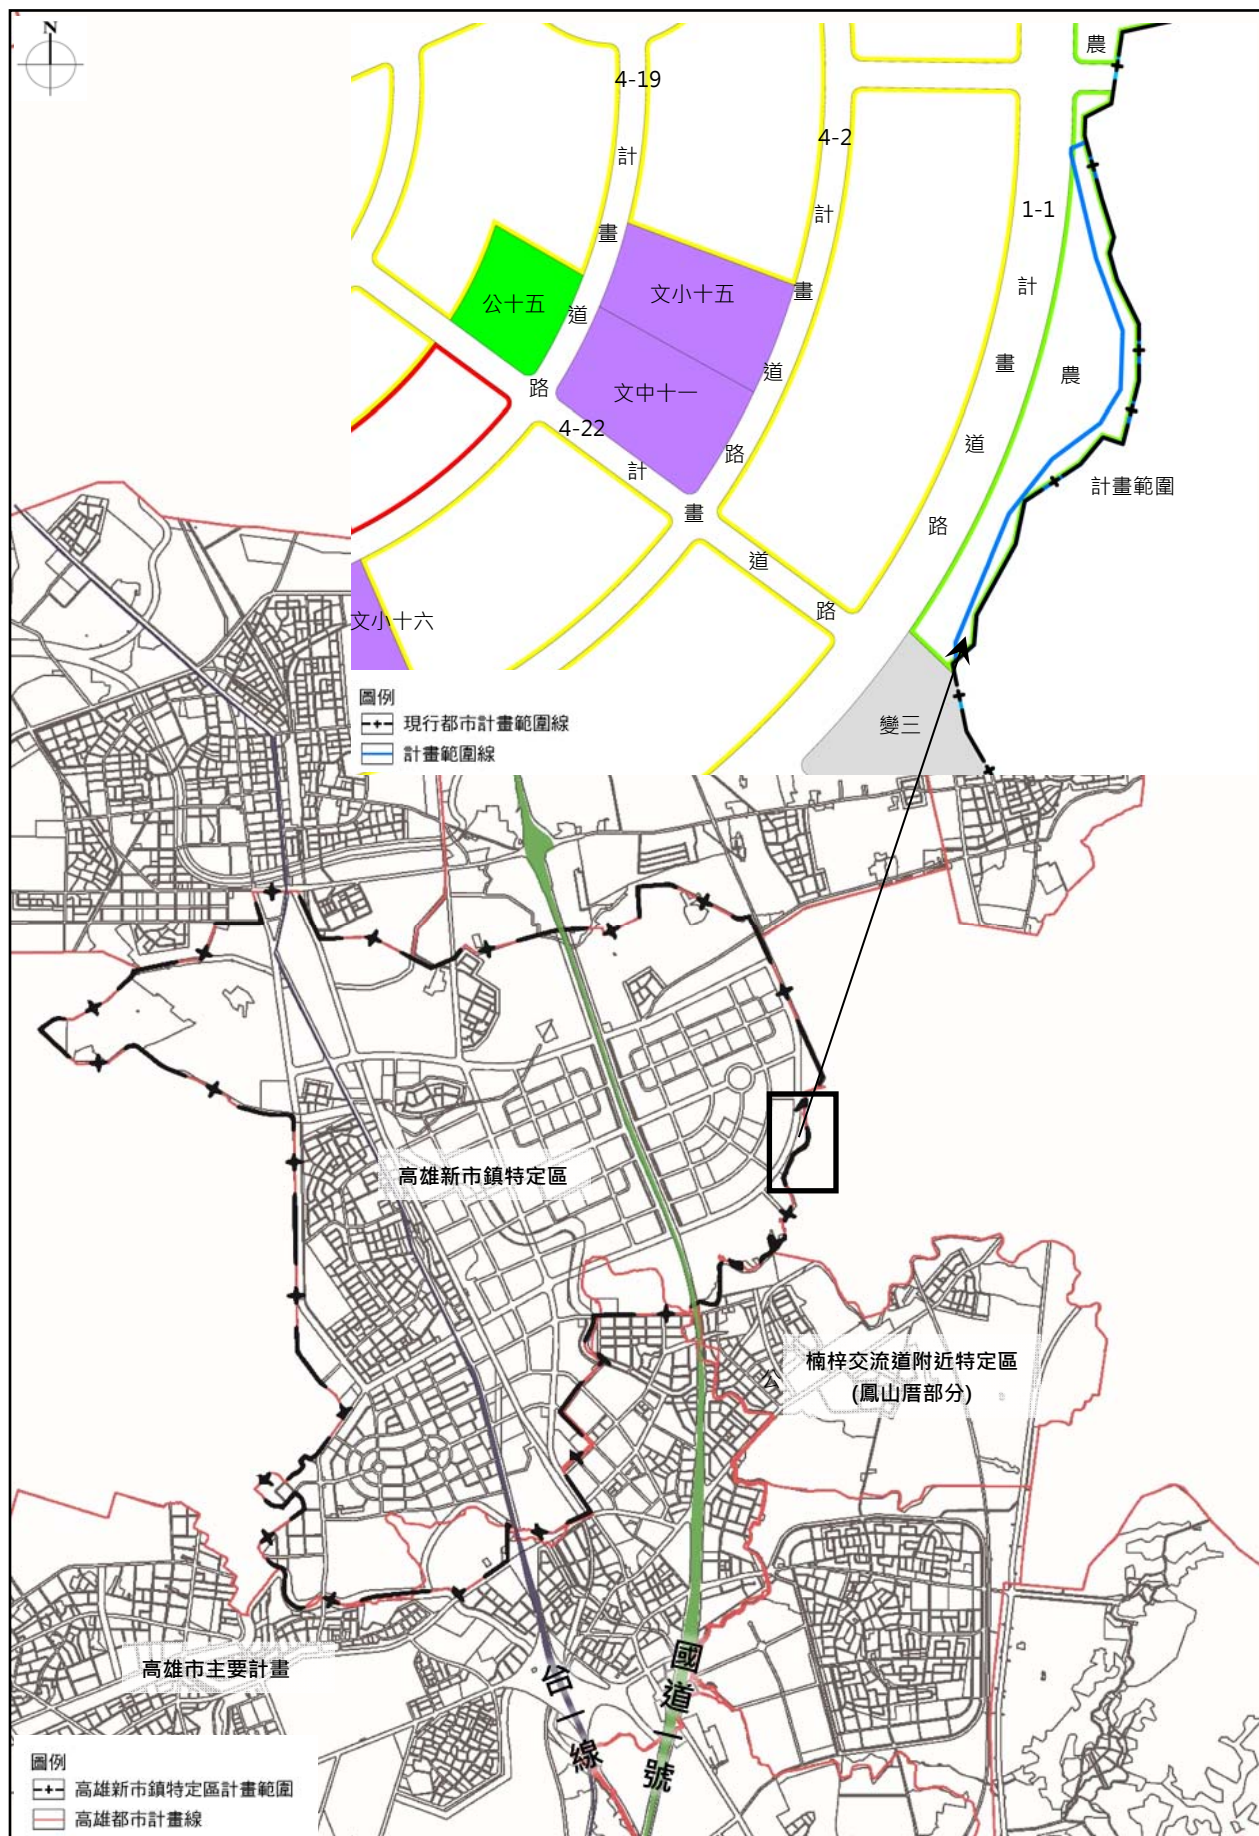 N
農
4-19
4-2
計
畫
道
路
計
畫
道
路
1-1
計
畫
道
路
公十五
文小十五
文中十一
農
4-22
計
畫
道
路
計畫範圍
文小十六
變三
圖例
現行都市計畫範圍線
計畫範圍線
高雄新市鎮特定區
楠梓交流道附近特定區
(鳳山厝部分)
公
高雄市主要計畫
台一線
國道一號
圖例
高雄新市鎮特定區計畫範圍
高雄都市計畫線